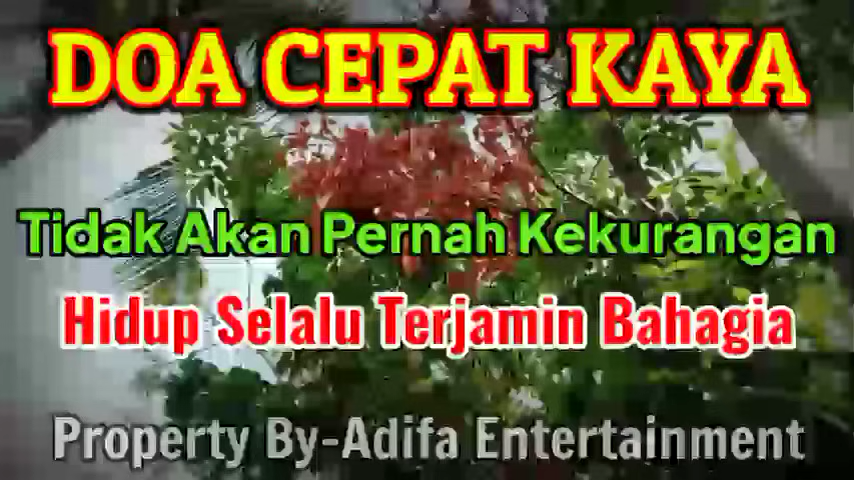 DOA CEPAT KAYA
Tidak Akan Pernah Kekurangan
Hidup Selalu Terjamin Bahagia
Property By-Adifa Entertainment